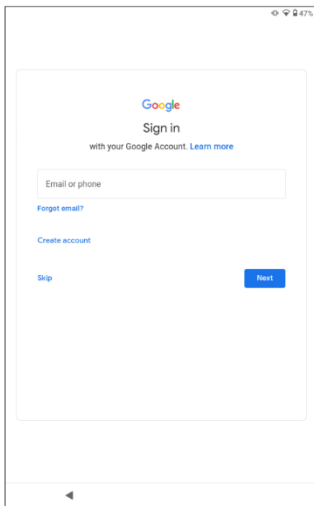 47%
Google
Sign in
with your Google Account. Learn more
Email or phone
Forgot email?
Create account
Skip Next